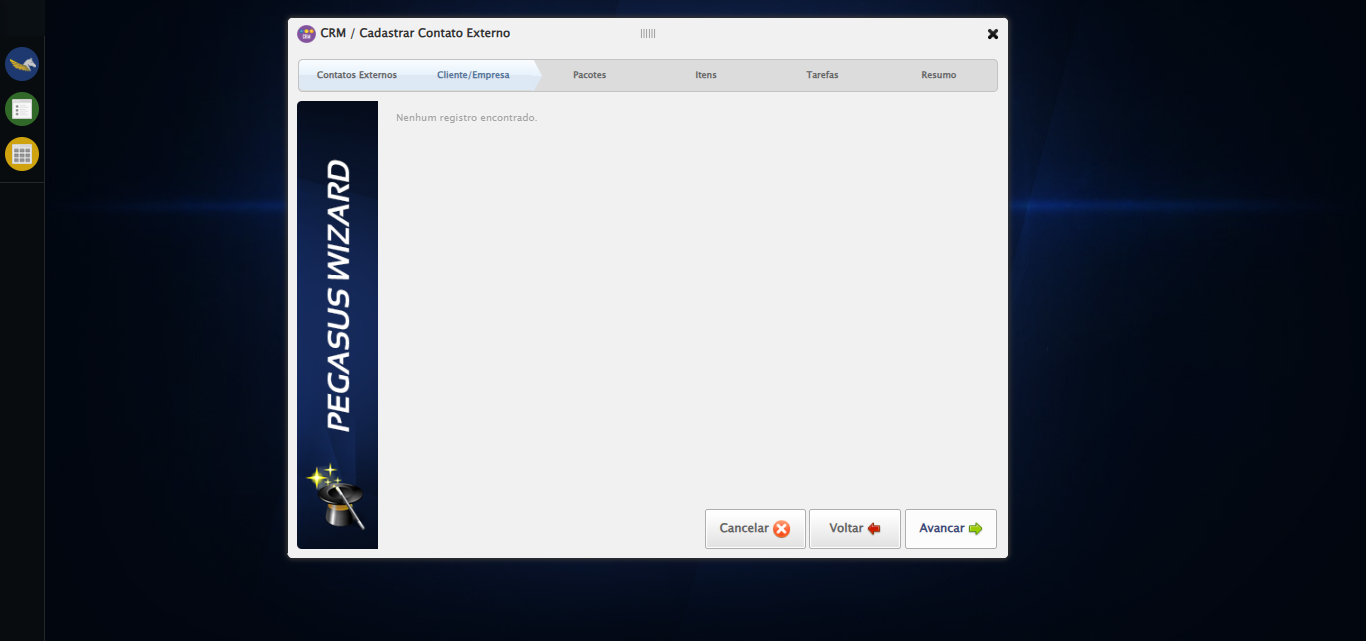 CRM / Cadastrar Contato Externo
Contatos Externos
Cliente/Empresa
Pacotes
Itens
Tarefas
Resumo
Nenhum registro encontrado.
PEGASUS WIZARD
Cancelar
Voltar
Avancar